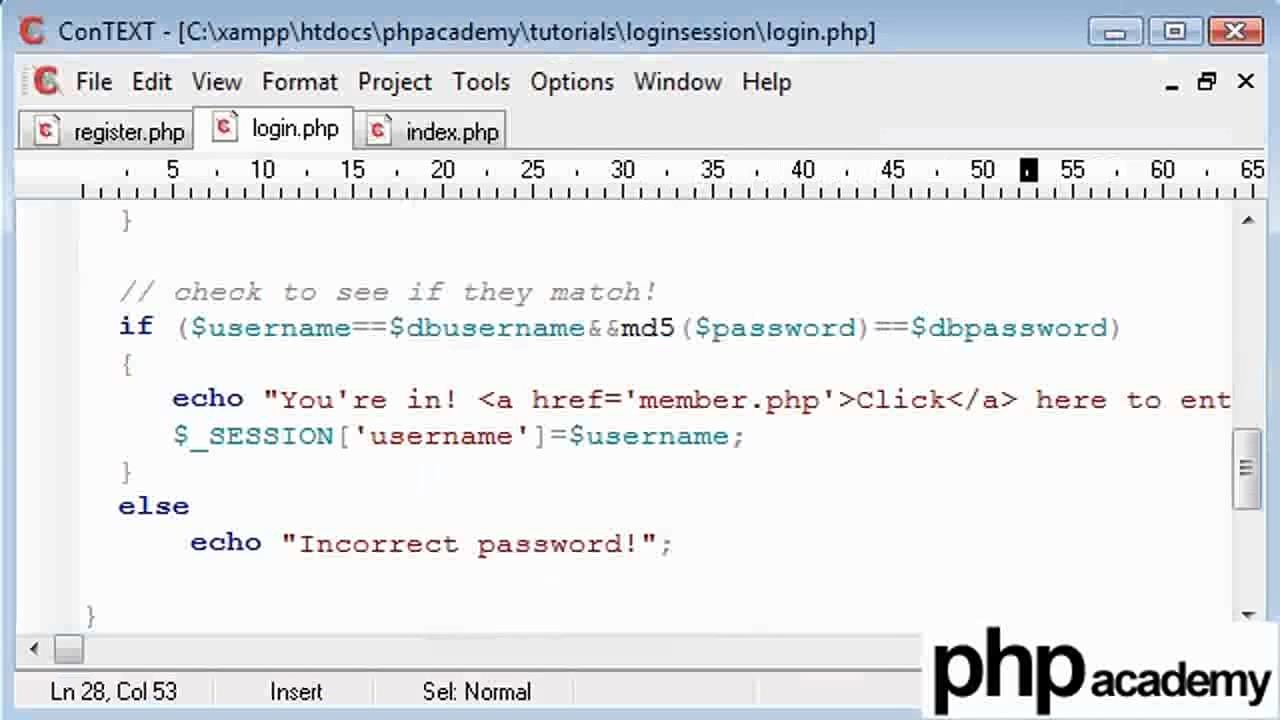 ConTEXT - [C:\xampp\htdocs\phpacademy\tutorials\loginsession\login.php]
File Edit View Format Project Tools Options Window Help
register.php login.php index.php
5 10 15 20 25 30 35 40 45 50 55 60 65
}
// check to see if they match!
if ($username==$dbusername&&md5($password)==$dbpassword)
{
echo "You're in! <a href='member.php'>Click</a> here to ent
$_SESSION['username']=$username;
}
else
echo "Incorrect password!";
}
Ln 28, Col 53 Insert Sel: Normal
php academy